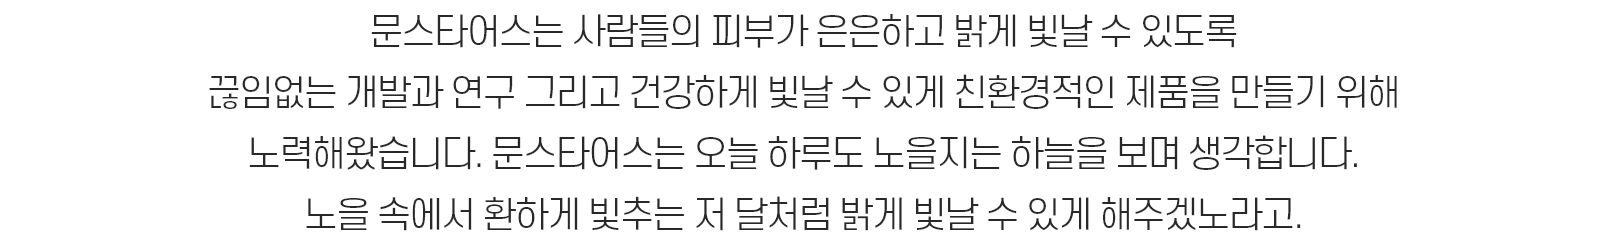 문스타어스는 사람들의 피부가 은은하고 밝게 빛날 수 있도록
끊임없는 개발과 연구 그리고 건강하게 빛날 수 있게 친환경적인 제품을 만들기 위해
노력해왔습니다. 문스타어스는 오늘 하루도 노을지는 하늘을 보며 생각합니다.
노을 속에서 환하게 빛추는 저 달처럼 밝게 빛날 수 있게 해주겠노라고.